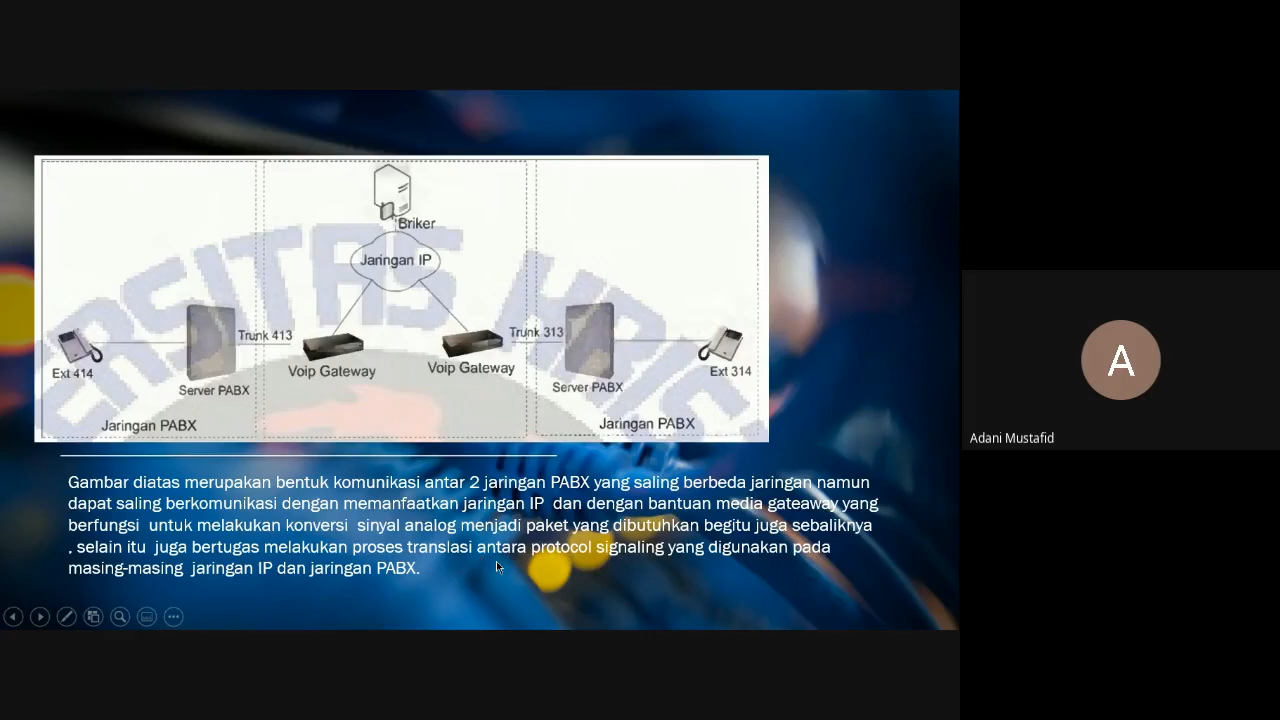 Briker
Jaringan IP
Trunk 413
Trunk 313
Ext 414
Server PABX
Voip Gateway
Voip Gateway
Server PABX
Ext 314
Jaringan PABX
Jaringan PABX
Gambar diatas merupakan bentuk komunikasi antar 2 jaringan PABX yang saling berbeda jaringan namun
dapat saling berkomunikasi dengan memanfaatkan jaringan IP dan dengan bantuan media gateaway yang
berfungsi untuk melakukan konversi sinyal analog menjadi paket yang dibutuhkan begitu juga sebaliknya
, selain itu juga bertugas melakukan proses translasi antara protocol signaling yang digunakan pada
masing-masing jaringan IP dan jaringan PABX.
A
Adani Mustafid